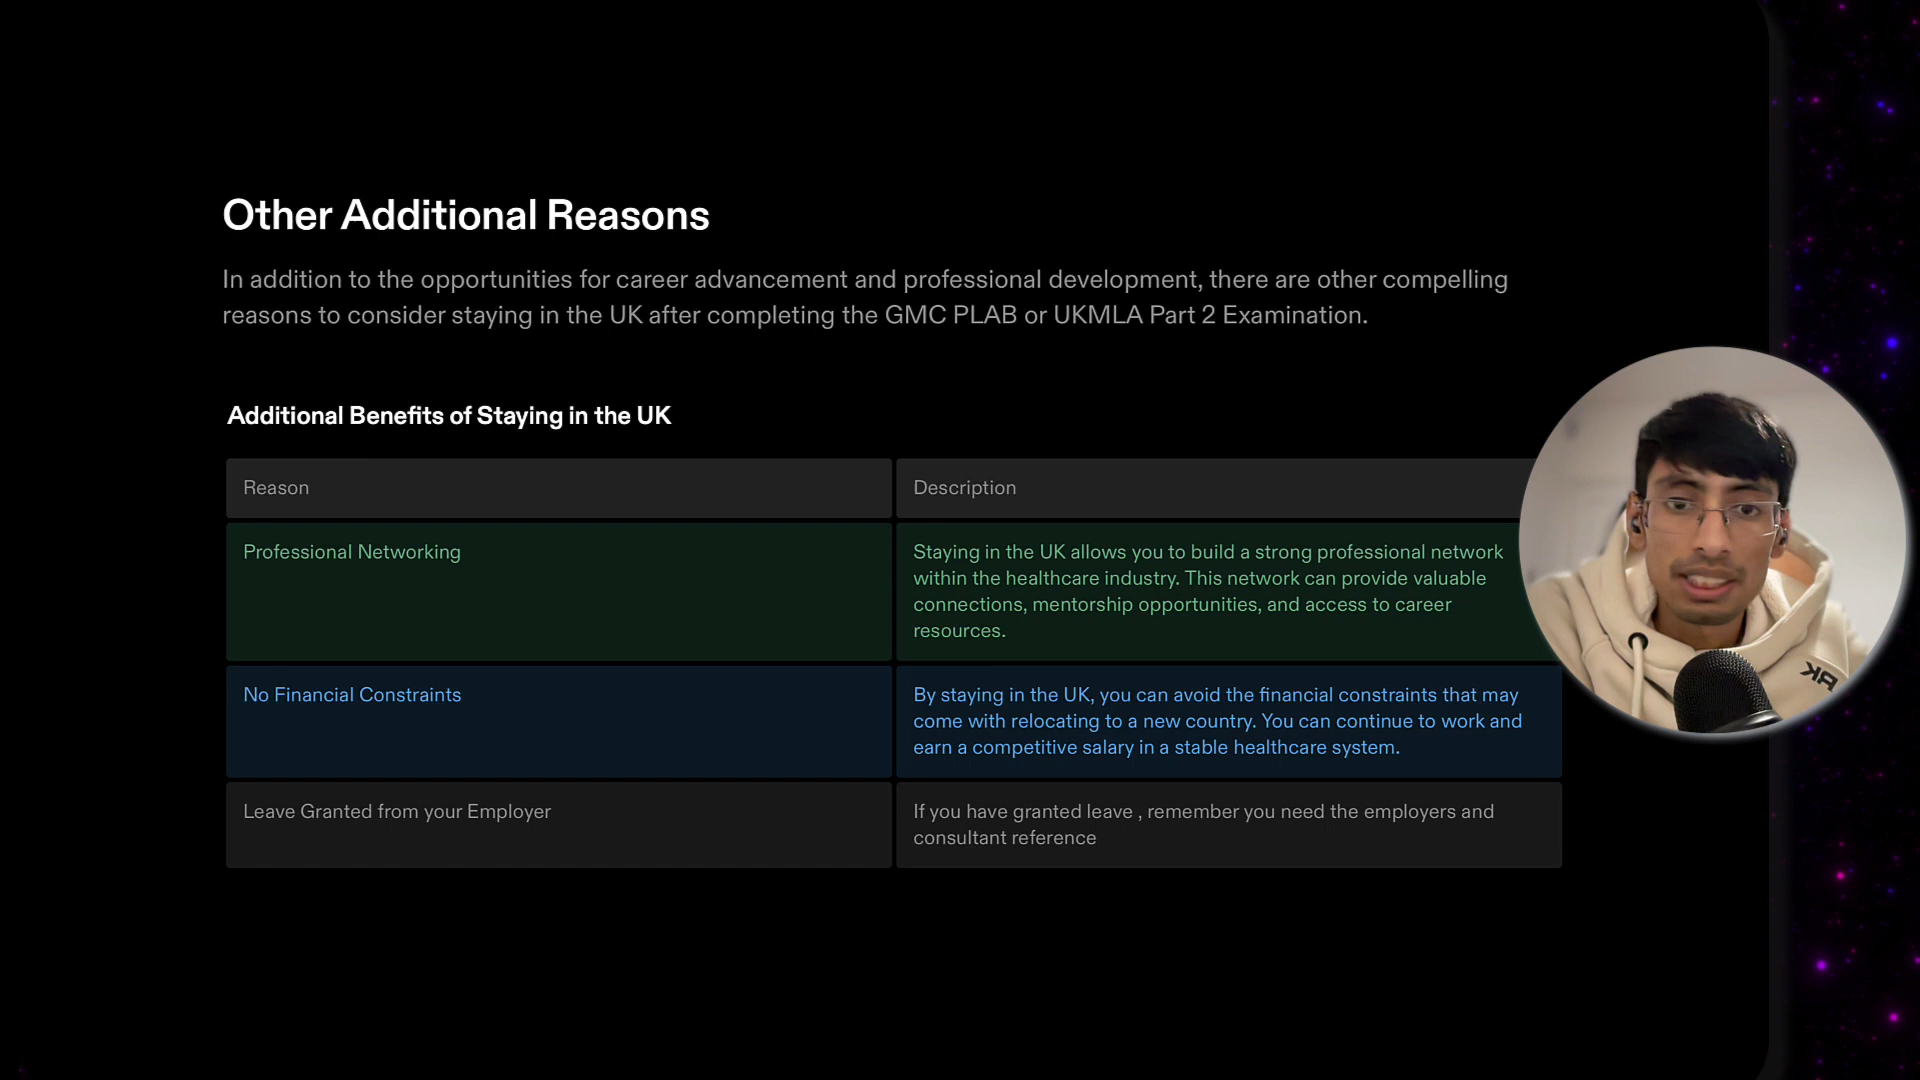 Other Additional Reasons
In addition to the opportunities for career advancement and professional development, there are other compelling
reasons to consider staying in the UK after completing the GMC PLAB or UKMLA Part 2 Examination.
Additional Benefits of Staying in the UK
Reason
Description
Professional Networking
Staying in the UK allows you to build a strong professional network
within the healthcare industry. This network can provide valuable
connections, mentorship opportunities, and access to career
resources.
No Financial Constraints
By staying in the UK, you can avoid the financial constraints that may
come with relocating to a new country. You can continue to work and
earn a competitive salary in a stable healthcare system.
Leave Granted from your Employer
If you have granted leave , remember you need the employers and
consultant reference